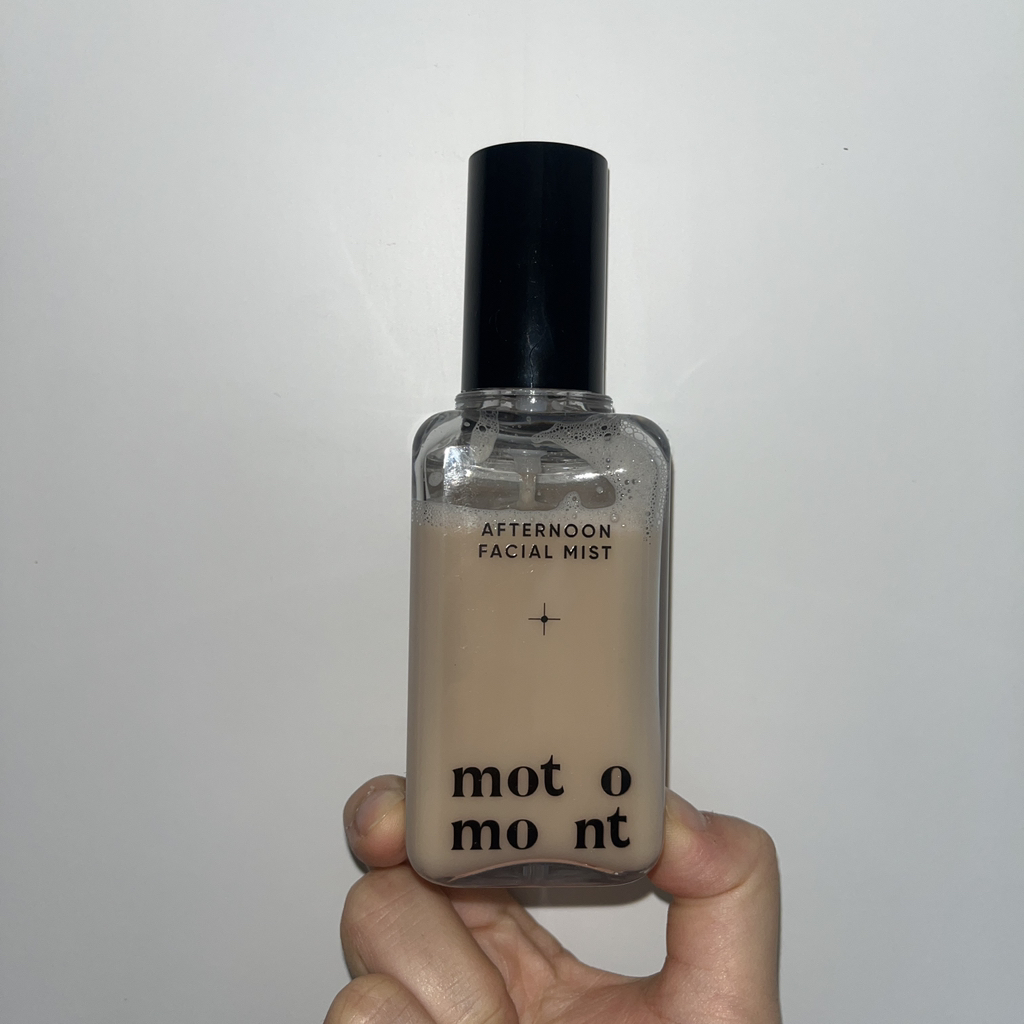 AFTERNOON
FACIAL MIST
mot o
mo nt